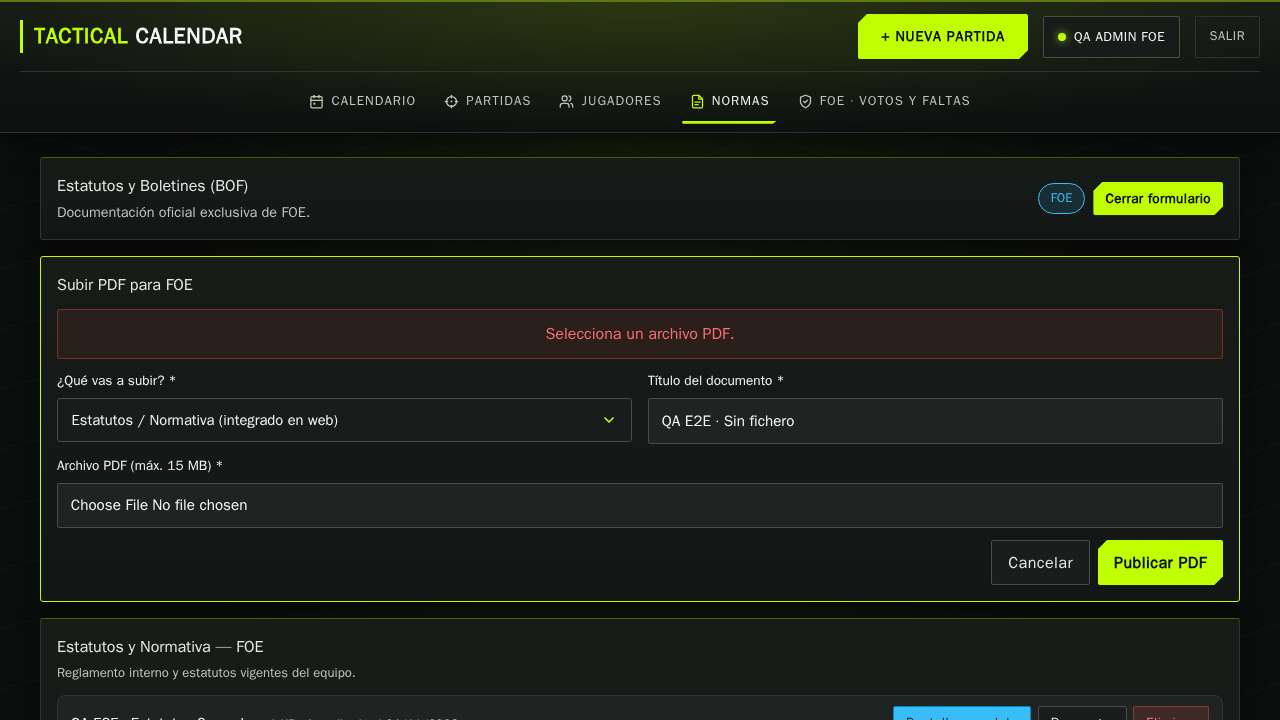 TACTICAL CALENDAR
+ NUEVA PARTIDA
QA ADMIN FOE
SALIR
CALENDARIO
PARTIDAS
JUGADORES
NORMAS
FOE · VOTOS Y FALTAS
Estatutos y Boletines (BOF)
Documentación oficial exclusiva de FOE.
FOE
Cerrar formulario
Subir PDF para FOE
Selecciona un archivo PDF.
¿Qué vas a subir? *
Título del documento *
Estatutos / Normativa (integrado en web)
QA E2E · Sin fichero
Archivo PDF (máx. 15 MB) *
Choose File No file chosen
Cancelar
Publicar PDF
Estatutos y Normativa — FOE
Reglamento interno y estatutos vigentes del equipo.